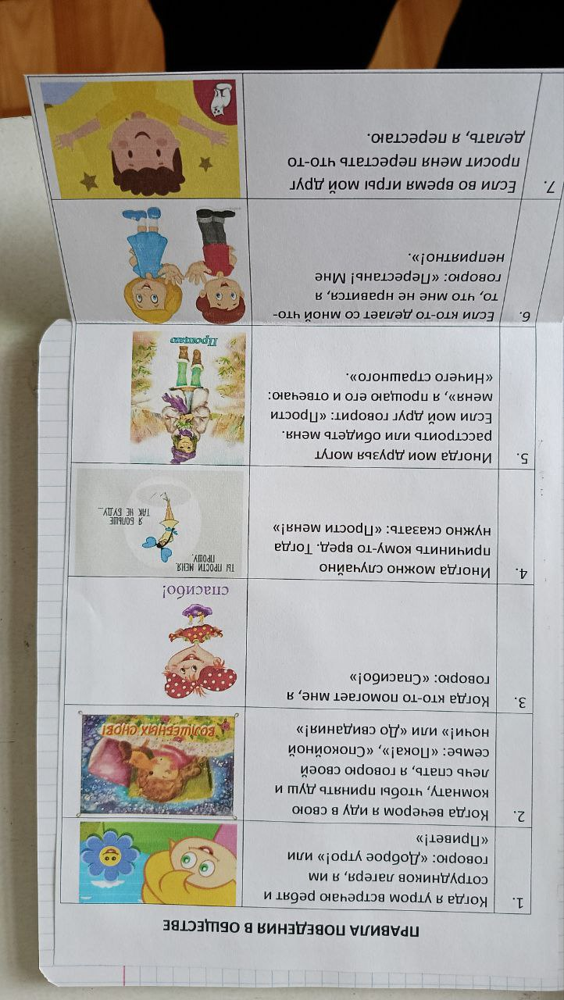 ПРАВИЛА ПОВЕДЕНИЯ В ОБЩЕСТВЕ
1. Когда я утром встречаю ребят и
сотрудников лагеря, я им
говорю: «Доброе утро!» или
«Привет!»
2. Когда вечером я иду в свою
комнату, чтобы принять душ и
лечь спать, я говорю своей
семье: «Пока!», «Спокойной
ночи!» или «До свидания!»
ВОЛШЕБНЫХ СНОВ!
3. Когда кто-то помогает мне, я
говорю: «Спасибо!»
спасибо!
4. Иногда можно случайно
причинить кому-то вред. Тогда
нужно сказать: «Прости меня!»
ТЫ ПРОСТИ МЕНЯ,
ПРОШУ.
Я БОЛЬШЕ
ТАК НЕ БУДУ...
5. Иногда мои друзья могут
расстроить или обидеть меня.
Если мой друг говорит: «Прости
меня», я прощаю его и отвечаю:
«Ничего страшного».
Прощаю
6. Если кто-то делает со мной что-
то, что мне не нравится, я
говорю: «Перестань! Мне
неприятно!».
7. Если во время игры мой друг
просит меня перестать что-то
делать, я перестаю.